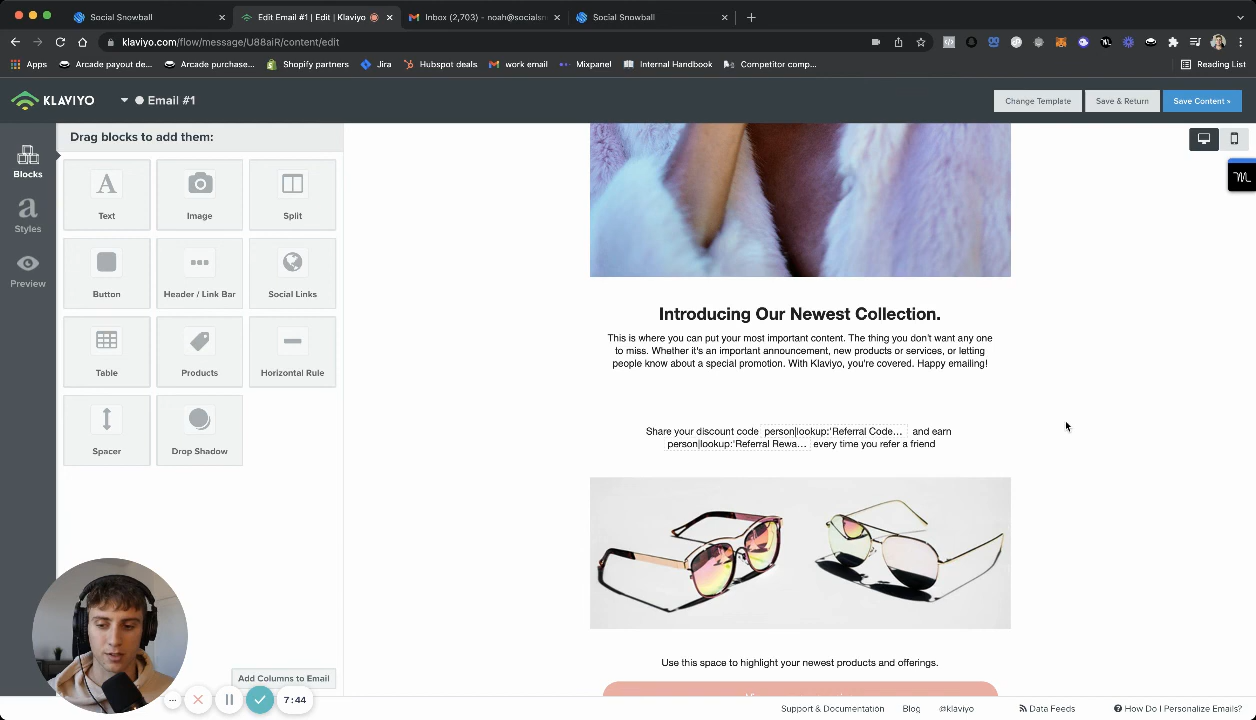 Social Snowball
Edit Email #1 | Edit | Klaviyo
Inbox (2,703) - noah@socialsn
Social Snowball
klaviyo.com/flow/message/U88aiR/content/edit
Apps
Arcade payout de...
Arcade purchase...
Shopify partners
Jira
Hubspot deals
work email
Mixpanel
Internal Handbook
Competitor comp...
Reading List
KLAVIYO
Email #1
Change Template
Save & Return
Save Content »
Blocks
Styles
Preview
Drag blocks to add them:
Text
Image
Split
Button
Header / Link Bar
Social Links
Table
Products
Horizontal Rule
Spacer
Drop Shadow
Introducing Our Newest Collection.
This is where you can put your most important content. The thing you don't want any one
to miss. Whether it's an important announcement, new products or services, or letting
people know about a special promotion. With Klaviyo, you're covered. Happy emailing!
Share your discount code person|lookup:'Referral Code... and earn
person|lookup:'Referral Rewa... every time you refer a friend
Use this space to highlight your newest products and offerings.
Add Columns to Email
7:44
Support & Documentation
Blog
@klaviyo
Data Feeds
How Do I Personalize Emails?